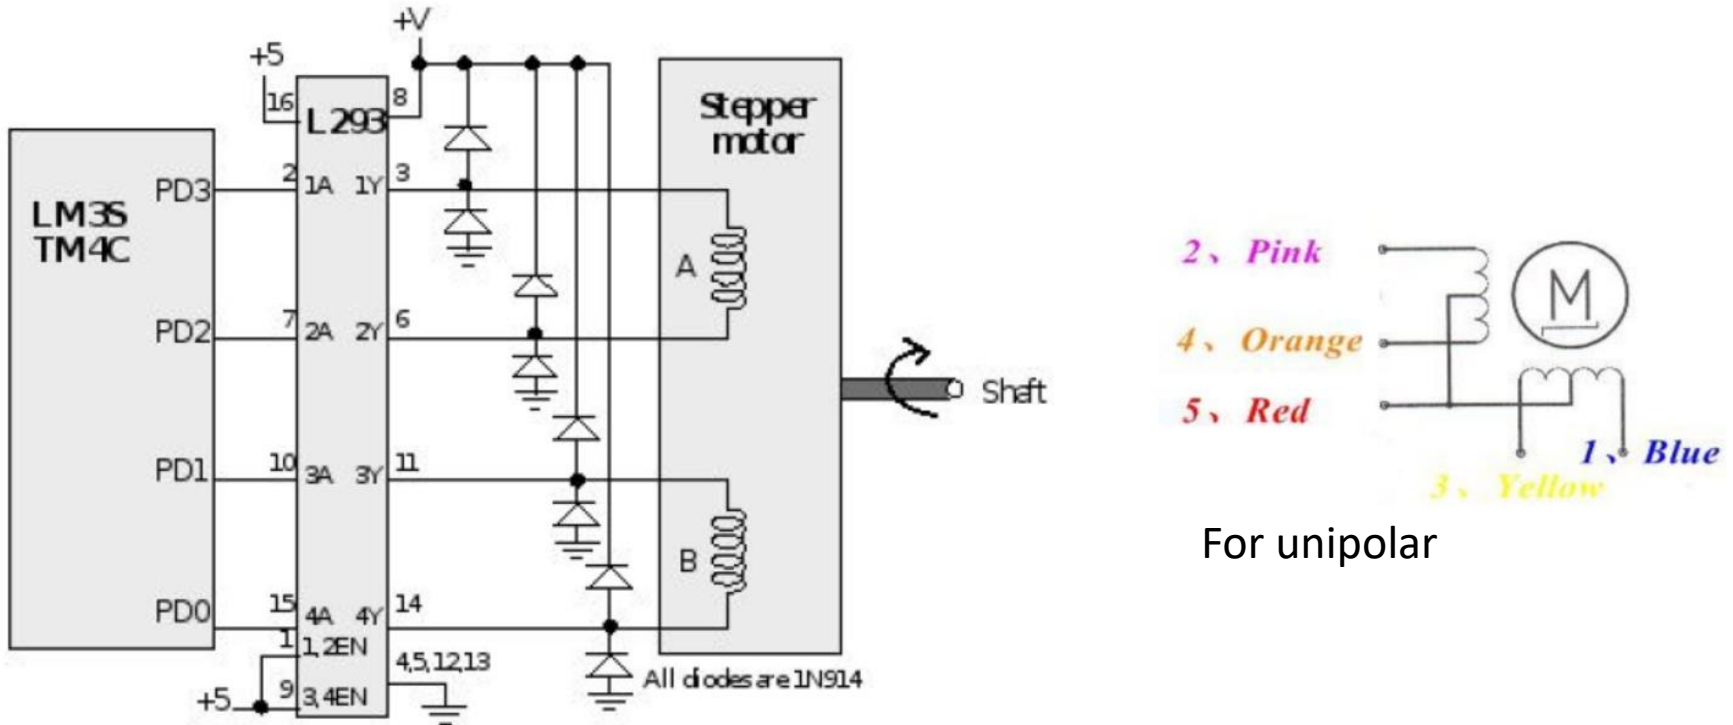 +V
+5
16
8
L293
Stepper
motor
LM3S
TM4C
PD3
2
1A
1Y
3
A
PD2
7
2A
2Y
6
Shaft
PD1
10
3A
3Y
11
B
PD0
15
4A
4Y
14
1
1,2EN
4,5,12,13
+5
9
3,4EN
All diodes are 1N914
2、Pink
M
4、Orange
5、Red
1、Blue
3、Yellow
For unipolar